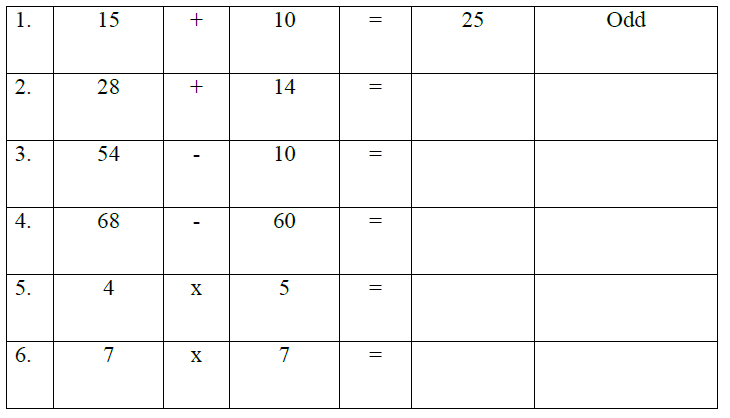 1. 15 + 10 = 25 Odd
2. 28 + 14 =
3. 54 - 10 =
4. 68 - 60 =
5. 4 x 5 =
6. 7 x 7 =